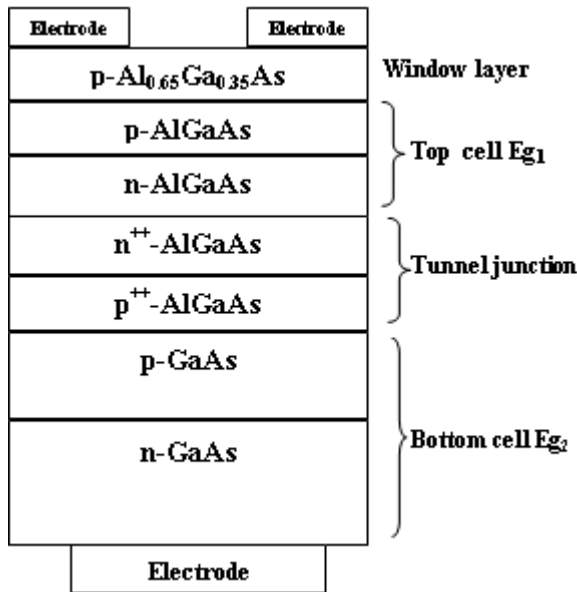 Electrode Electrode
p-Al₀.₆₅Ga₀.₃₅As Window layer
p-AlGaAs
Top cell Eg₁
n-AlGaAs
n⁺⁺-AlGaAs
Tunnel junction
p⁺⁺-AlGaAs
p-GaAs
Bottom cell Eg₂
n-GaAs
Electrode